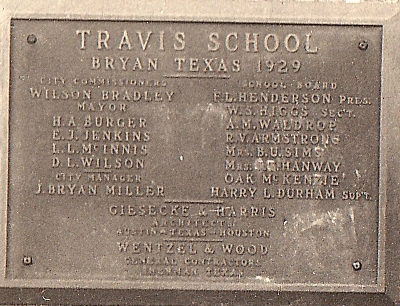 TRAVIS SCHOOL
BRYAN TEXAS 1929
CITY COMMISSIONERS
WILSON BRADLEY
MAYOR
H.A. BURGER
E.J. JENKINS
L.L. McINNIS
D.L. WILSON
CITY MANAGER
J. BRYAN MILLER
SCHOOL-BOARD
F.L. HENDERSON PRES.
W.S. HIGGS SECT.
A.M. WALDROP
ARMSTRONG
MRS. B.U. SIMS
MRS. HANWAY
OAK McKENZIE
HARRY L. DURHAM SUPT.
GIESECKE & HARRIS
ARCHITECTS
AUSTIN-TEXAS-HOUSTON
WENTZEL & WOOD
GENERAL CONTRACTORS
TEXAS